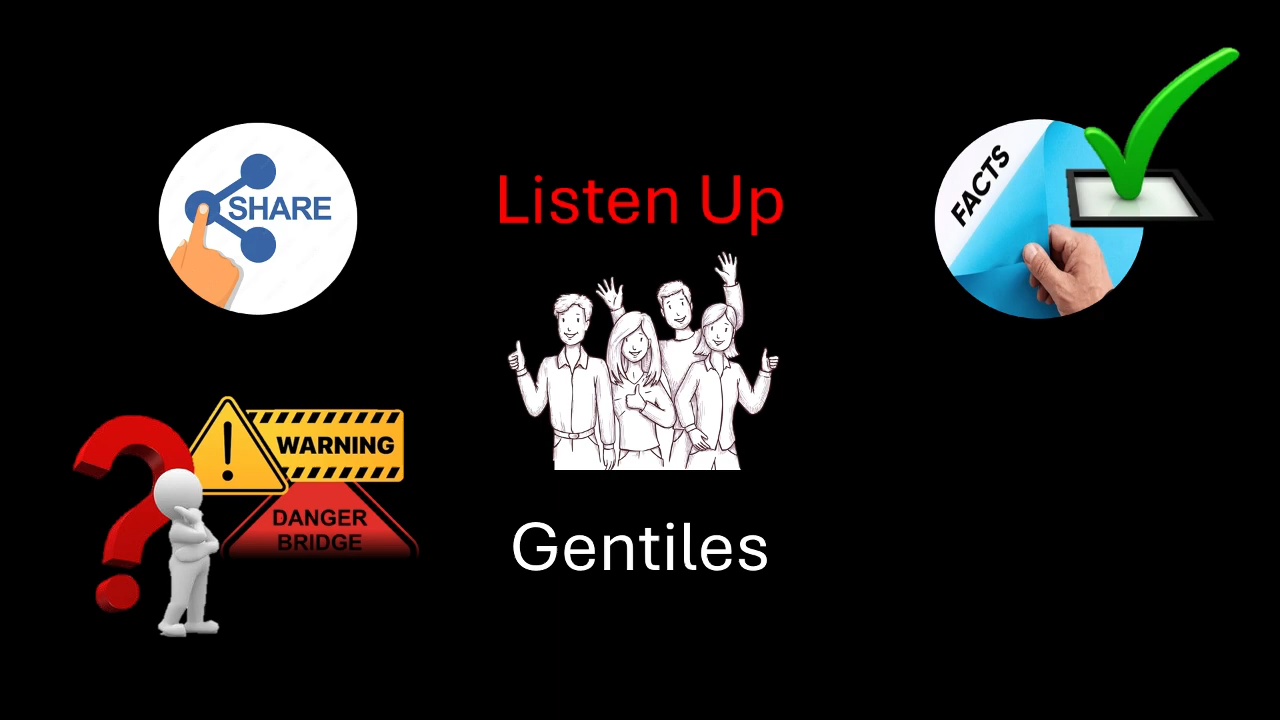 SHARE
Listen Up
FACTS
WARNING
DANGER
BRIDGE
Gentiles